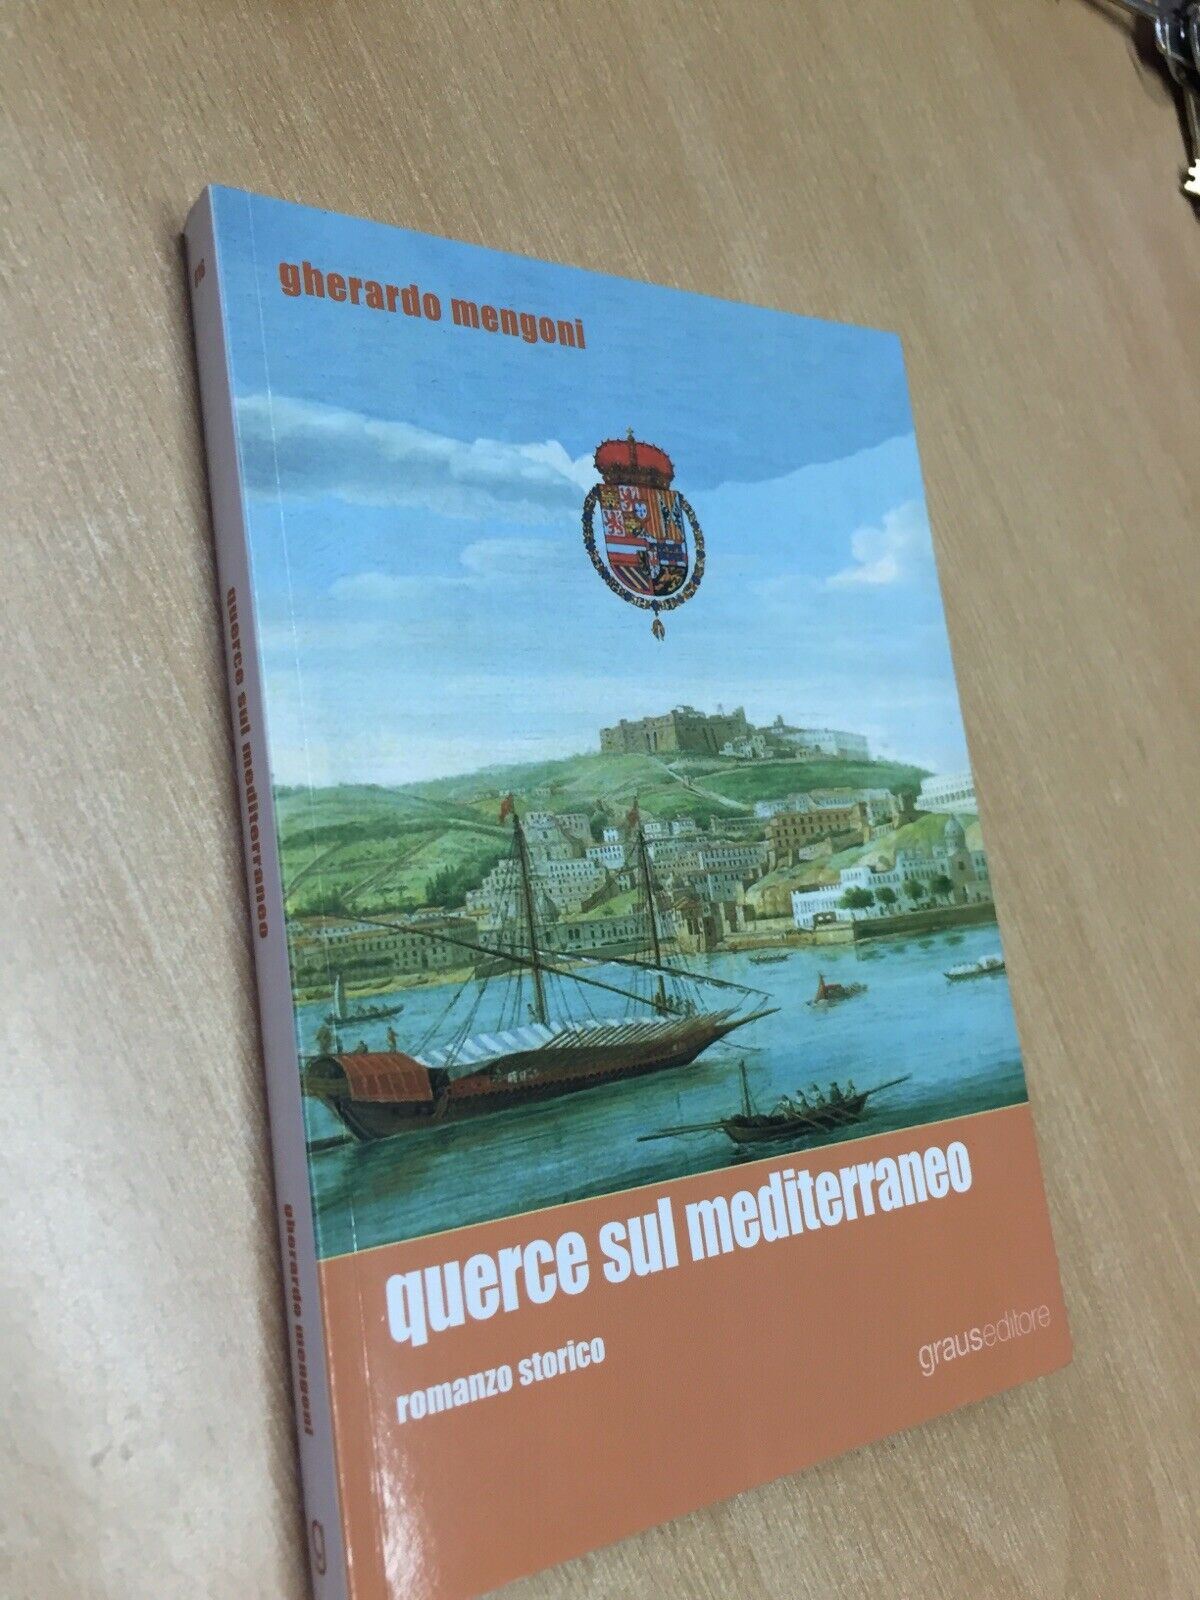 gherardo mengoni
querce sul mediterraneo
romanzo storico
grauseditore
querce sul mediterraneo
gherardo mengoni